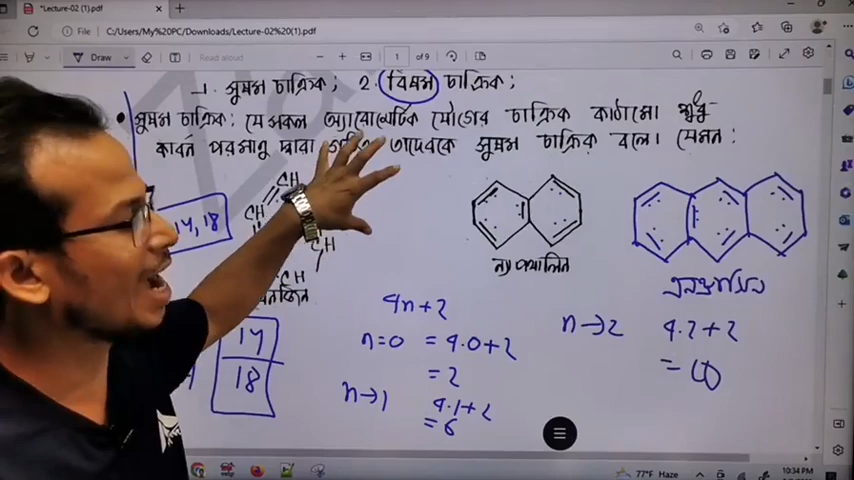 *Lecture-02 (1).pdf
File C:/Users/My%20PC/Downloads/Lecture-02%20(1).pdf
Draw Read aloud 1 of 9
1. সুষম চাক্রিক; 2. বিষম চাক্রিক;
সুষম চাক্রিক: যে সকল অ্যারোমেটিক যৌগের চাক্রিক কাঠামো শুধু
কার্বন পরমাণু দ্বারা তাদেরকে সুষম চাক্রিক বলে। যেমন:
14, 18
CH
CH
CH
CH
ন্যাপথালিন
4n+2
n=0 = 4.0+2
= 2
n→1 4.1+2
= 6
n→2 4.2+2
= 10
14
18
77°F Haze
10:34 PM